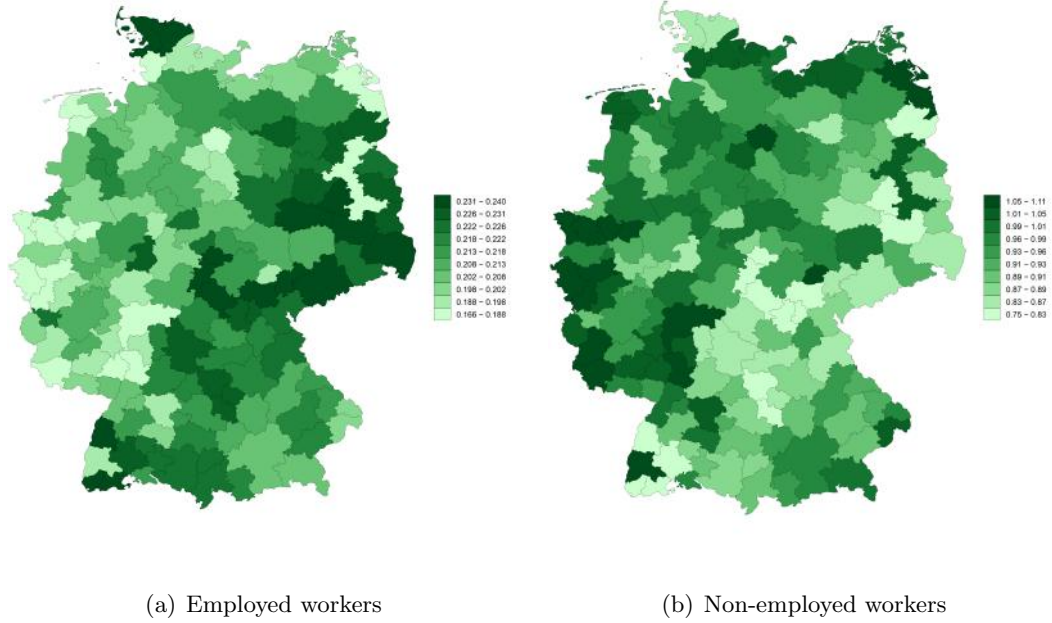 0.231 − 0.240
0.226 − 0.231
0.222 − 0.226
0.218 − 0.222
0.213 − 0.218
0.208 − 0.213
0.202 − 0.208
0.198 − 0.202
0.188 − 0.198
0.166 − 0.188
1.05 − 1.11
1.01 − 1.05
0.99 − 1.01
0.96 − 0.99
0.93 − 0.96
0.91 − 0.93
0.89 − 0.91
0.87 − 0.89
0.83 − 0.87
0.75 − 0.83
(a) Employed workers
(b) Non-employed workers